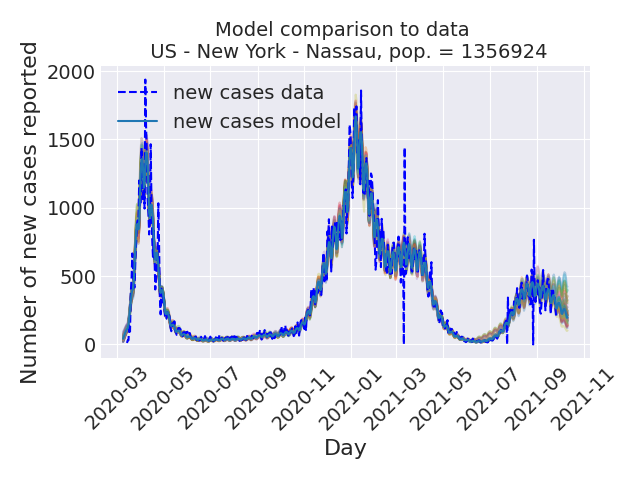 Model comparison to data
US - New York - Nassau, pop. = 1356924
Number of new cases reported
2000
1500
1000
500
0
new cases data
new cases model
2020-03
2020-05
2020-07
2020-09
2020-11
2021-01
2021-03
2021-05
2021-07
2021-09
2021-11
Day